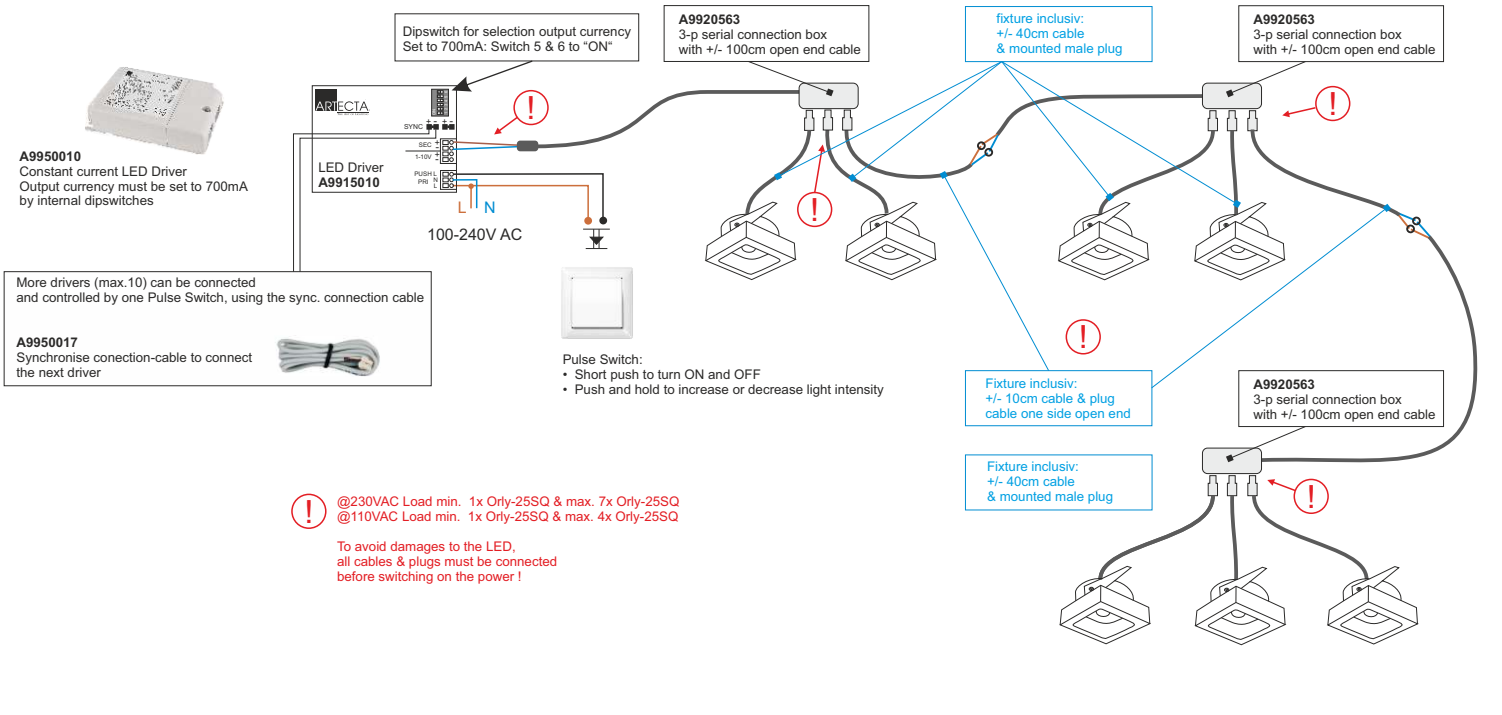 Dipswitch for selection output currency
Set to 700mA: Switch 5 & 6 to “ON“
A9920563
3-p serial connection box
with +/- 100cm open end cable
fixture inclusiv:
+/- 40cm cable
& mounted male plug
A9920563
3-p serial connection box
with +/- 100cm open end cable
A9950010
Constant current LED Driver
Output currency must be set to 700mA
by internal dipswitches
ARTECTA
SYNC + - + -
SEC + -
1-10V + -
LED Driver
A9915010
PUSH L
PRI N
L
L N
100-240V AC
!
!
!
More drivers (max.10) can be connected
and controlled by one Pulse Switch, using the sync. connection cable
A9950017
Synchronise conection-cable to connect
the next driver
Pulse Switch:
• Short push to turn ON and OFF
• Push and hold to increase or decrease light intensity
!
Fixture inclusiv:
+/- 10cm cable & plug
cable one side open end
A9920563
3-p serial connection box
with +/- 100cm open end cable
Fixture inclusiv:
+/- 40cm cable
& mounted male plug
!
!
@230VAC Load min. 1x Orly-25SQ & max. 7x Orly-25SQ
@110VAC Load min. 1x Orly-25SQ & max. 4x Orly-25SQ
To avoid damages to the LED,
all cables & plugs must be connected
before switching on the power !